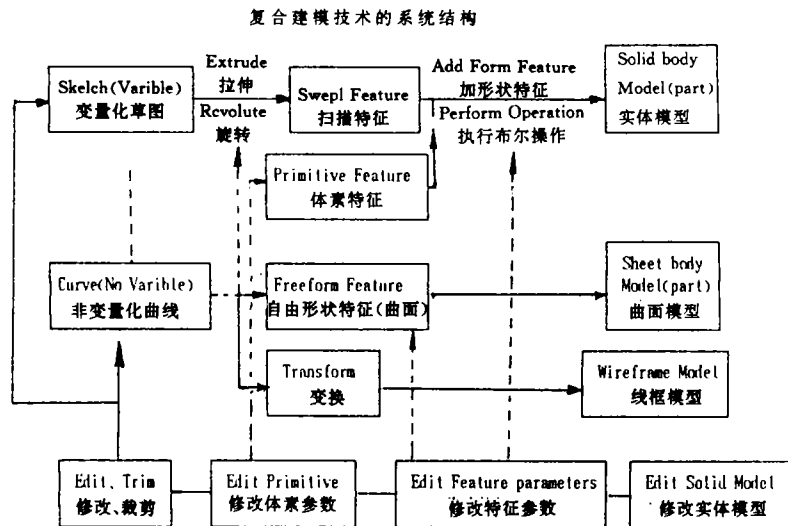 复合建模技术的系统结构
Skelch(Varible)
变量化草图
Extrude
拉伸
Rcvolute
旋转
Swepl Feature
扫描特征
Add Form Feature
加形状特征
Perform Operation
执行布尔操作
Solid body
Model(part)
实体模型
Primitive Feature
体素特征
Curve(No Varible)
非变量化曲线
Freeform Feature
自由形状特征(曲面)
Sheet body
Model(part)
曲面模型
Transform
变换
Wireframe Model
线框模型
Edit、Trim
修改、裁剪
Edit Primitive
修改体素参数
Edit Feature parameters
修改特征参数
Edit Solid Model
修改实体模型